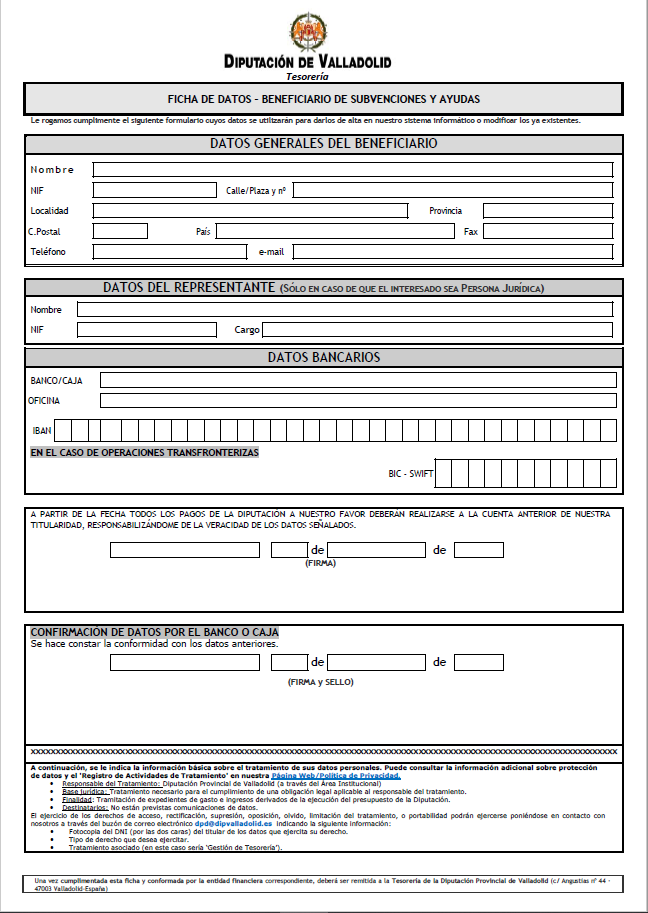 DIPUTACIÓN DE VALLADOLID
Tesorería
FICHA DE DATOS – BENEFICIARIO DE SUBVENCIONES Y AYUDAS
Le rogamos cumplimente el siguiente formulario cuyos datos se utilizarán para darlos de alta en nuestro sistema informático o modificar los ya existentes.
DATOS GENERALES DEL BENEFICIARIO
Nombre
NIF Calle/Plaza y nº
Localidad Provincia
C.Postal País Fax
Teléfono e-mail
DATOS DEL REPRESENTANTE (SÓLO EN CASO DE QUE EL INTERESADO SEA PERSONA JURÍDICA)
Nombre
NIF Cargo
DATOS BANCARIOS
BANCO/CAJA
OFICINA
IBAN
EN EL CASO DE OPERACIONES TRANSFRONTERIZAS
BIC - SWIFT
A PARTIR DE LA FECHA TODOS LOS PAGOS DE LA DIPUTACIÓN A NUESTRO FAVOR DEBERÁN REALIZARSE A LA CUENTA ANTERIOR DE NUESTRA
TITULARIDAD, RESPONSABILIZÁNDOME DE LA VERACIDAD DE LOS DATOS SEÑALADOS.
de de
(FIRMA)
CONFIRMACIÓN DE DATOS POR EL BANCO O CAJA
Se hace constar la conformidad con los datos anteriores.
de de
(FIRMA y SELLO)
XXXXXXXXXXXXXXXXXXXXXXXXXXXXXXXXXXXXXXXXXXXXXXXXXXXXXXXXXXXXXXXXXXXXXXXXXXXXXXXXXXXXXXXXXXXXXXXXXXXX
A continuación, se le indica la información básica sobre el tratamiento de sus datos personales. Puede consultar la información adicional sobre protección
de datos y el 'Registro de Actividades de Tratamiento' en nuestra Página Web/Política de Privacidad.
• Responsable del Tratamiento: Diputación Provincial de Valladolid (a través del Área Institucional)
• Base jurídica: Tratamiento necesario para el cumplimiento de una obligación legal aplicable al responsable del tratamiento.
• Finalidad: Tramitación de expedientes de gasto e ingresos derivados de la ejecución del presupuesto de la Diputación.
• Destinatarios: No están previstas comunicaciones de datos.
El ejercicio de los derechos de acceso, rectificación, supresión, oposición, olvido, limitación del tratamiento, o portabilidad podrán ejercerse poniéndose en contacto con
nosotros a través de buzón de correo electrónico dpd@dipvalladolid.es indicando la siguiente información:
• Fotocopia del DNI (por las dos caras) del titular de los datos que ejercita su derecho.
• Tipo de derecho que desea ejercitar.
• Tratamiento asociado (en este caso sería 'Gestión de Tesorería').
Una vez cumplimentada esta ficha y conformada por la entidad financiera correspondiente, deberá ser remitida a la Tesorería de la Diputación Provincial de Valladolid (c/ Angustias nº 44 -
47003 Valladolid-España)